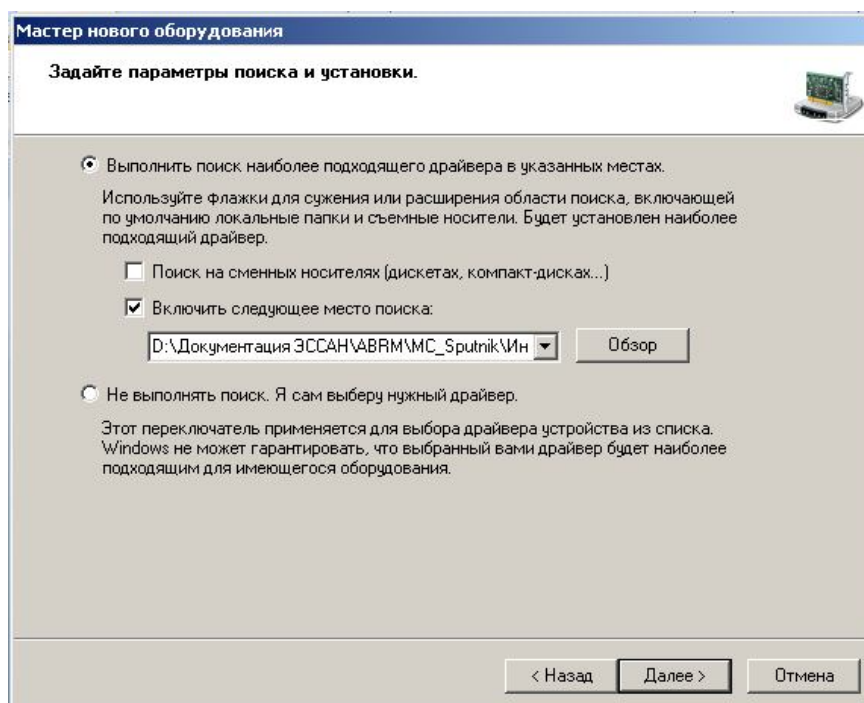 Мастер нового оборудования
Задайте параметры поиска и установки.
Выполнить поиск наиболее подходящего драйвера в указанных местах.
Используйте флажки для сужения или расширения области поиска, включающей
по умолчанию локальные папки и съемные носители. Будет установлен наиболее
подходящий драйвер.
Поиск на сменных носителях (дискетах, компакт-дисках...)
Включить следующее место поиска:
D:\Документация ЭССАН\ABRM\MC_Sputnik\Ин
Обзор
Не выполнять поиск. Я сам выберу нужный драйвер.
Этот переключатель применяется для выбора драйвера устройства из списка.
Windows не может гарантировать, что выбранный вами драйвер будет наиболее
подходящим для имеющегося оборудования.
< Назад
Далее >
Отмена